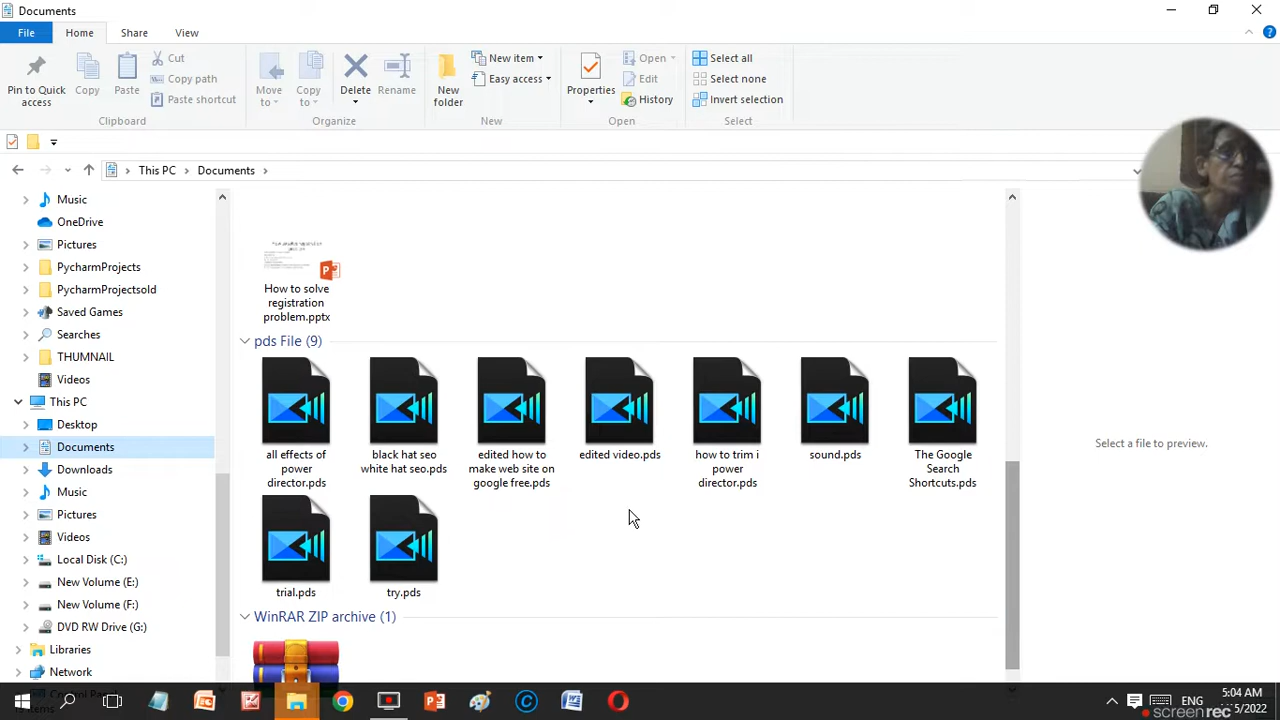 Documents
File Home Share View
Pin to Quick access
Copy
Paste
Cut
Copy path
Paste shortcut
Clipboard
Move to
Copy to
Delete
Rename
Organize
New folder
New item
Easy access
New
Properties
Open
Edit
History
Open
Select all
Select none
Invert selection
Select
This PC > Documents >
Music
OneDrive
Pictures
PycharmProjects
PycharmProjectsold
Saved Games
Searches
THUMNAIL
Videos
This PC
Desktop
Documents
Downloads
Music
Pictures
Videos
Local Disk (C:)
New Volume (E:)
New Volume (F:)
DVD RW Drive (G:)
Libraries
Network
How to solve
registration
problem.pptx
pds File (9)
all effects of
power
director.pds
black hat seo
white hat seo.pds
edited how to
make web site on
google free.pds
edited video.pds
how to trim i
power
director.pds
sound.pds
The Google
Search
Shortcuts.pds
trial.pds
try.pds
WinRAR ZIP archive (1)
Select a file to preview.
ENG
5:04 AM
screenrec